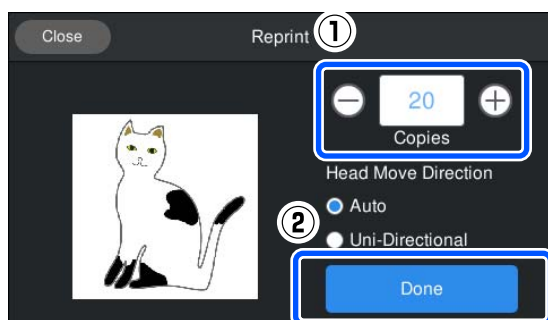 Close
Reprint
①
20
Copies
Head Move Direction
Auto
②
Uni-Directional
Done